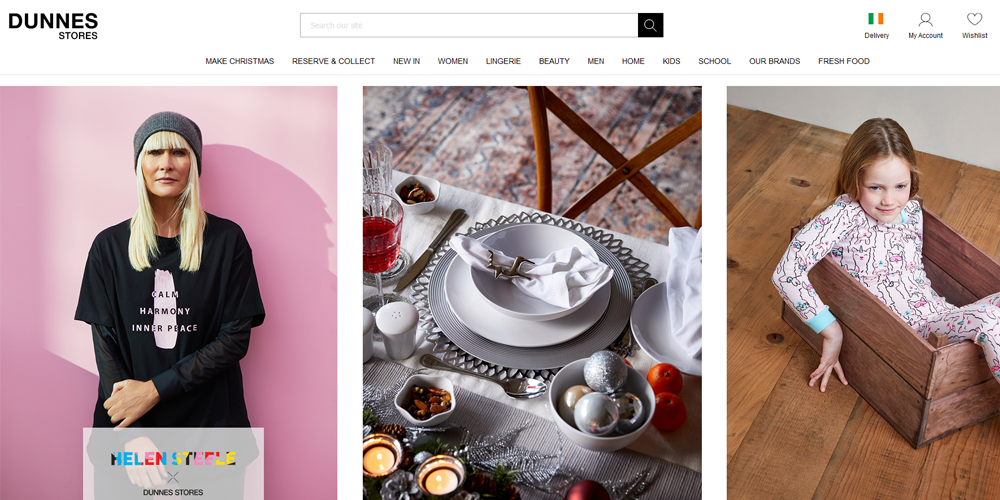 DUNNES
STORES
Search our site
Delivery
My Account
Wishlist
MAKE CHRISTMAS RESERVE & COLLECT NEW IN WOMEN LINGERIE BEAUTY MEN HOME KIDS SCHOOL OUR BRANDS FRESH FOOD
CALM
HARMONY
INNER PEACE
HELEN STEELE
X
DUNNES STORES